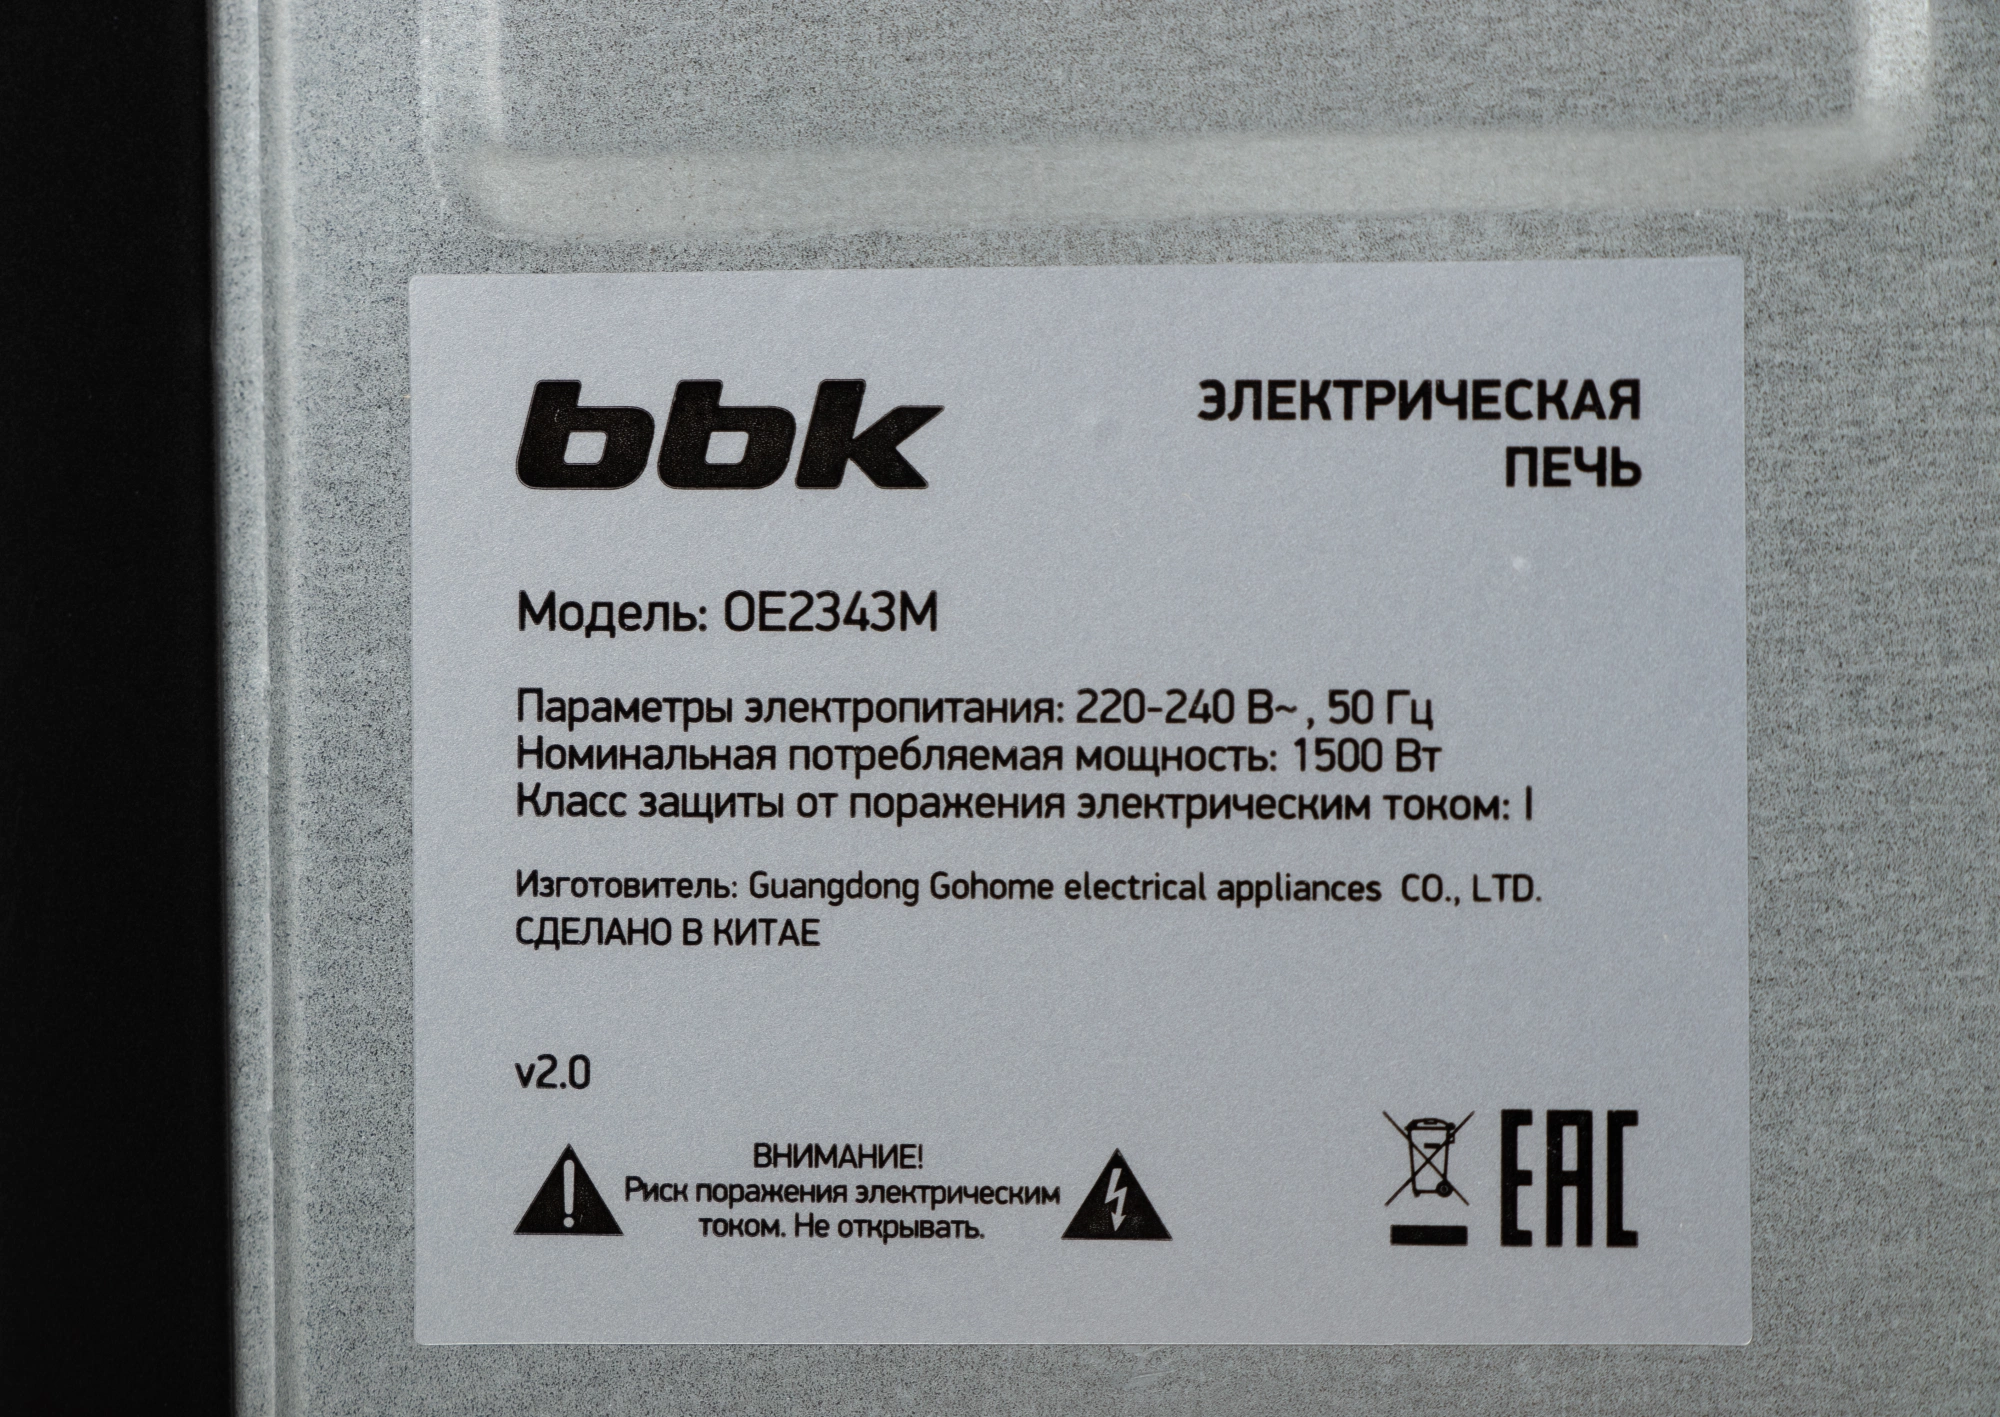 bbk
ЭЛЕКТРИЧЕСКАЯ
ПЕЧЬ
Модель: OE2343M
Параметры электропитания: 220-240 В~ , 50 Гц
Номинальная потребляемая мощность: 1500 Вт
Класс защиты от поражения электрическим током: I
Изготовитель: Guangdong Gohome electrical appliances CO., LTD.
СДЕЛАНО В КИТАЕ
v2.0
ВНИМАНИЕ!
Риск поражения электрическим
током. Не открывать.
EAC